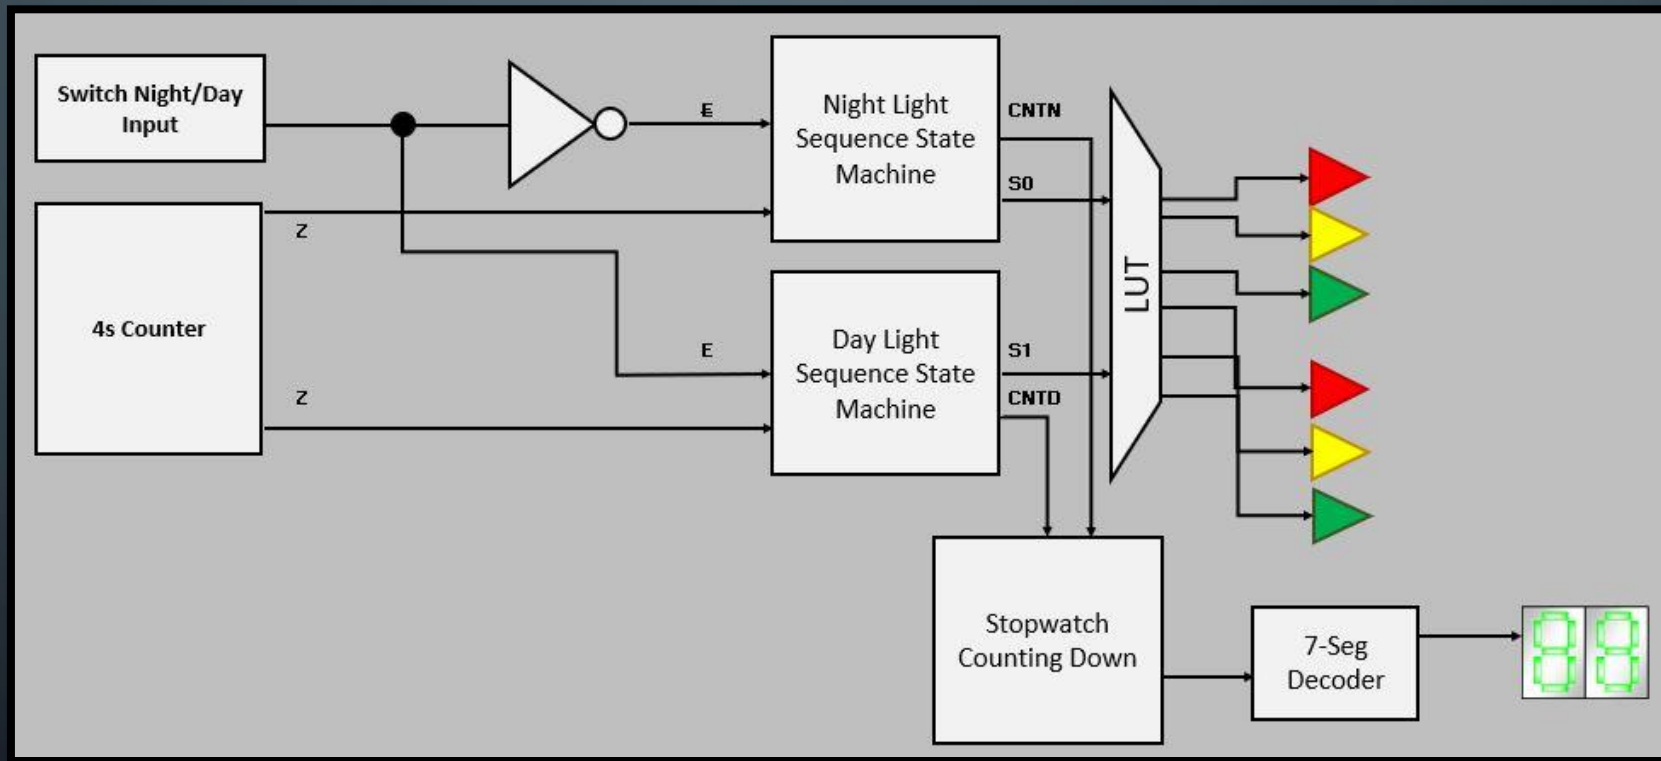 Switch Night/Day
Input
E
Night Light
Sequence State
Machine
CNTN
S0
Z
4s Counter
Z
E
Day Light
Sequence State
Machine
S1
CNTD
LUT
Stopwatch
Counting Down
7-Seg
Decoder
88